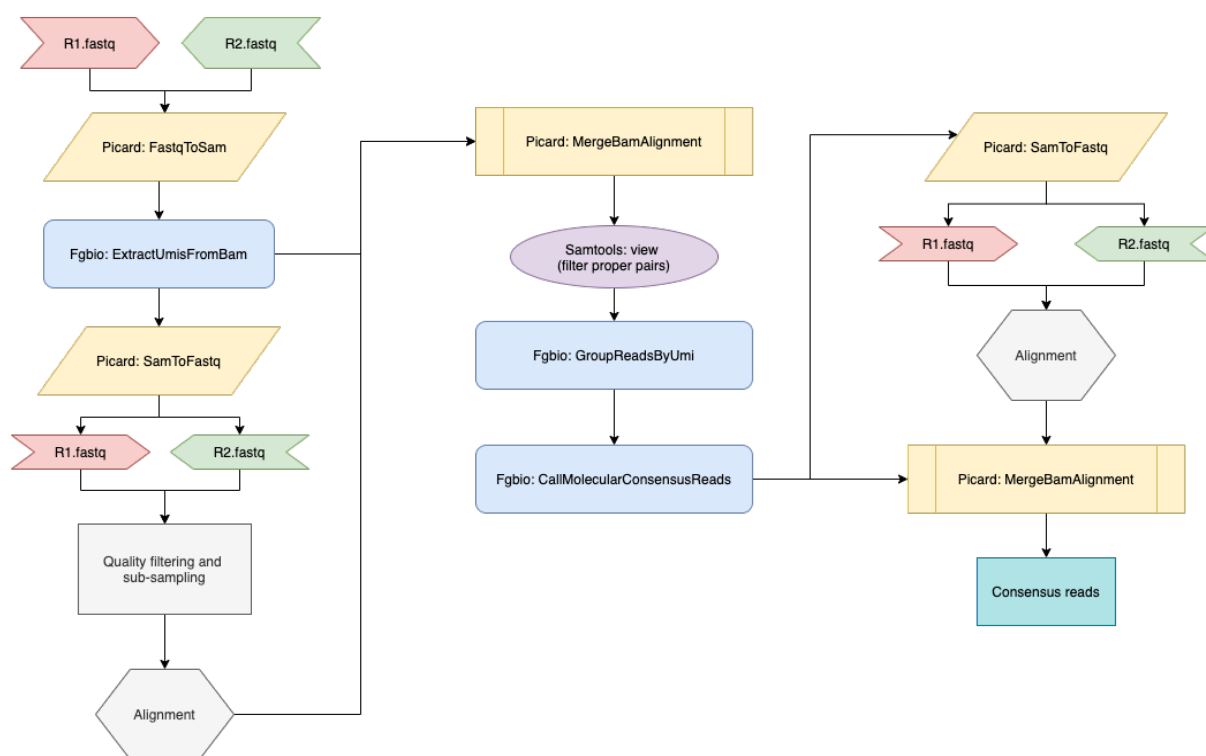 R1.fastq
R2.fastq
Picard: FastqToSam
Fgbio: ExtractUmisFromBam
Picard: SamToFastq
R1.fastq
R2.fastq
Quality filtering and
sub-sampling
Alignment
Picard: MergeBamAlignment
Samtools: view
(filter proper pairs)
Fgbio: GroupReadsByUmi
Fgbio: CallMolecularConsensusReads
Picard: SamToFastq
R1.fastq
R2.fastq
Alignment
Picard: MergeBamAlignment
Consensus reads